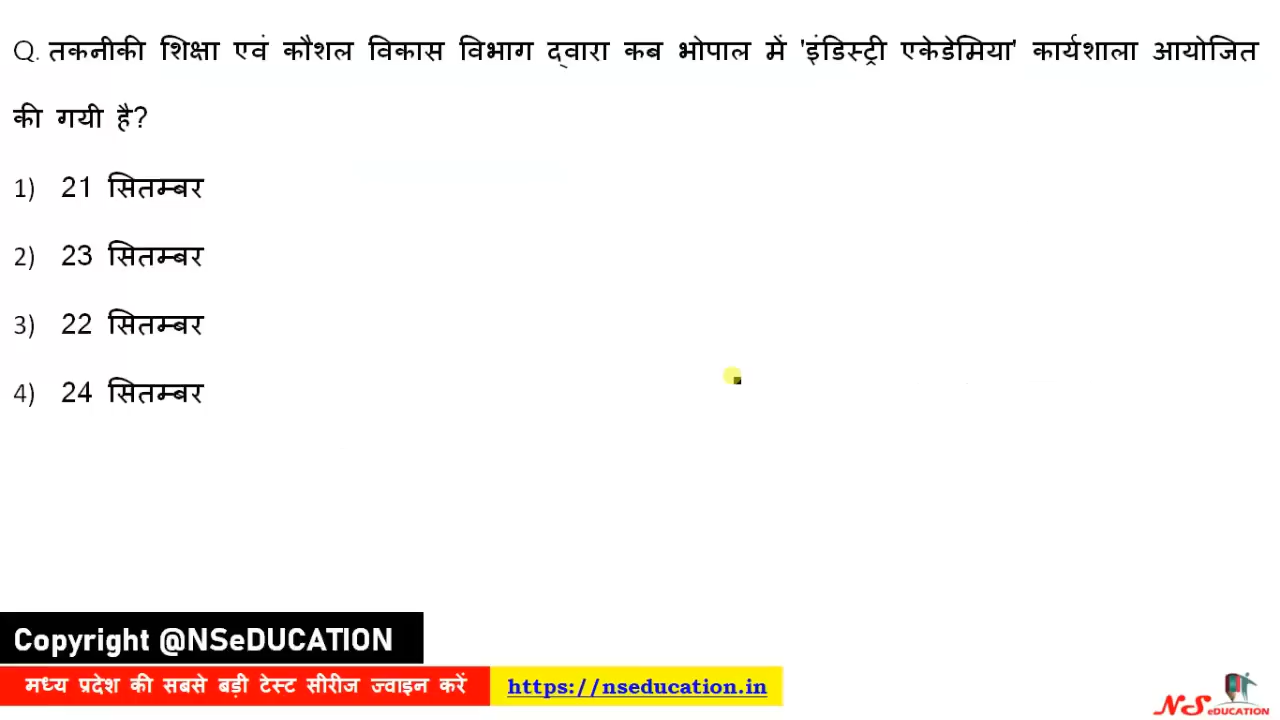 Q. तकनीकी शिक्षा एवं कौशल विकास विभाग द्वारा कब भोपाल में 'इंडिस्ट्री एकेडेमिया' कार्यशाला आयोजित
की गयी है?
1) 21 सितम्बर
2) 23 सितम्बर
3) 22 सितम्बर
4) 24 सितम्बर
Copyright @NSeDUCATION
मध्य प्रदेश की सबसे बड़ी टेस्ट सीरीज ज्वाइन करें https://nseducation.in
NS eDUCATION